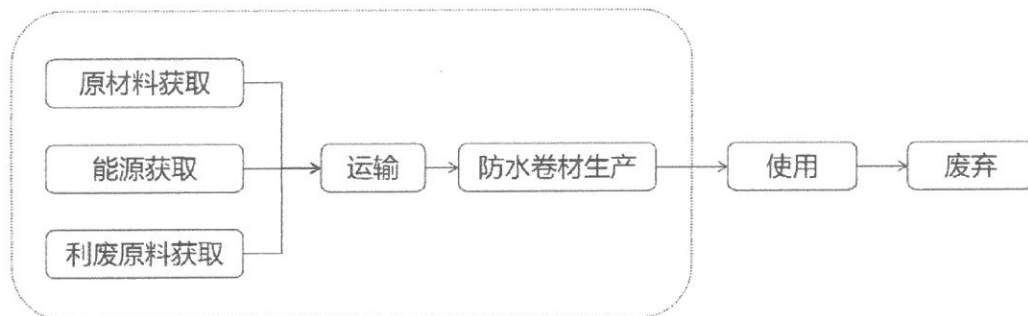 原材料获取
能源获取
利废原料获取
运输
防水卷材生产
使用
废弃